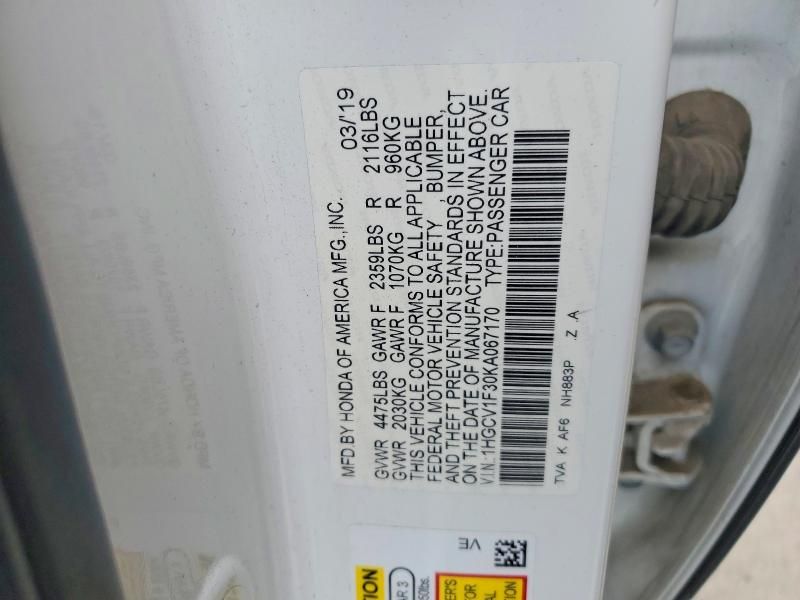 MFD.BY HONDA OF AMERICA MFG.,INC. 03/'19
GVWR 4475LBS GAWR F 2359LBS R 2116LBS
GVWR 2030KG GAWR F 1070KG R 960KG
THIS VEHICLE CONFORMS TO ALL APPLICABLE
FEDERAL MOTOR VEHICLE SAFETY , BUMPER,
AND THEFT PREVENTION STANDARDS IN EFFECT
ON THE DATE OF MANUFACTURE SHOWN ABOVE.
V.I.N.:1HGCV1F30KA067170 TYPE:PASSENGER CAR
TVA K AF6 NH883P .Z .A
VE